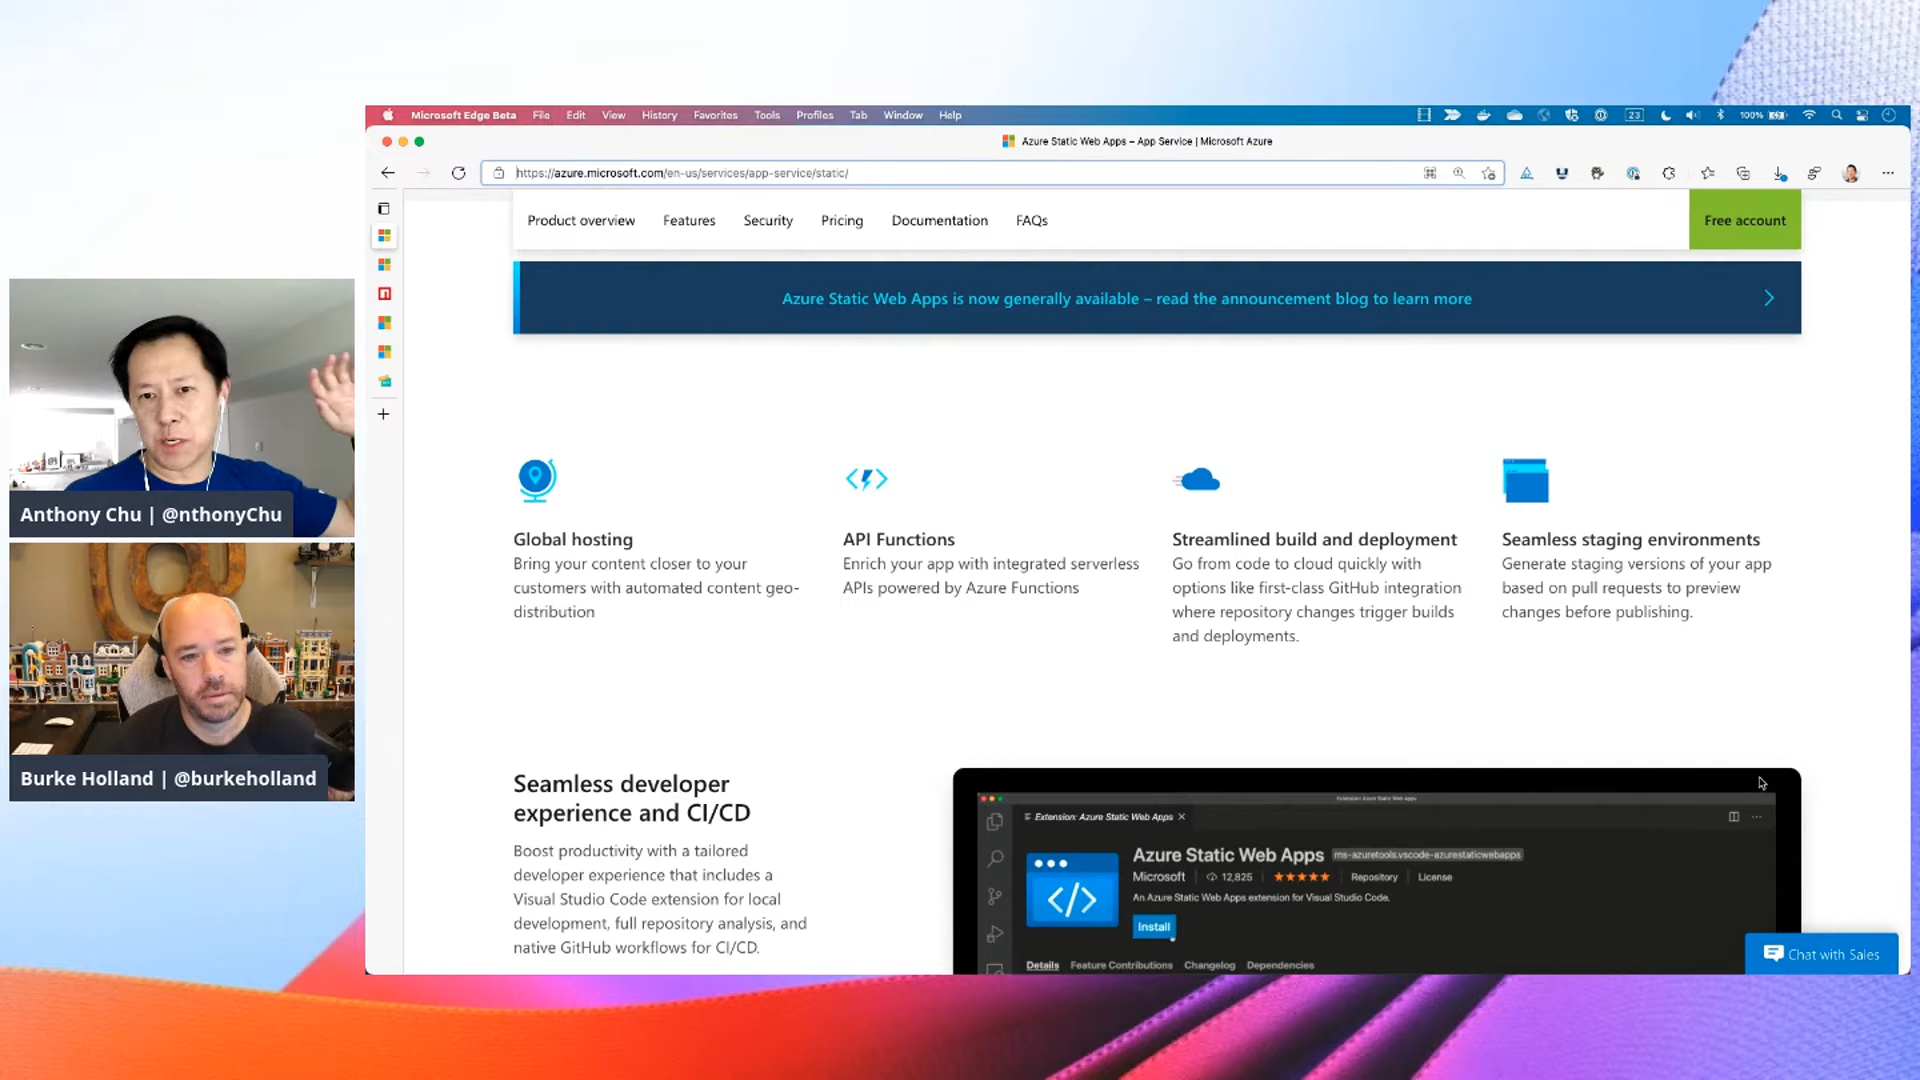 Microsoft Edge Beta File Edit View History Favorites Tools Profiles Tab Window Help 23 100%
Azure Static Web Apps – App Service | Microsoft Azure
https://azure.microsoft.com/en-us/services/app-service/static/
Product overview Features Security Pricing Documentation FAQs Free account
Azure Static Web Apps is now generally available – read the announcement blog to learn more
Anthony Chu | @nthonyChu
Burke Holland | @burkeholland
Global hosting
Bring your content closer to your
customers with automated content geo-
distribution
API Functions
Enrich your app with integrated serverless
APIs powered by Azure Functions
Streamlined build and deployment
Go from code to cloud quickly with
options like first-class GitHub integration
where repository changes trigger builds
and deployments.
Seamless staging environments
Generate staging versions of your app
based on pull requests to preview
changes before publishing.
Seamless developer
experience and CI/CD
Boost productivity with a tailored
developer experience that includes a
Visual Studio Code extension for local
development, full repository analysis, and
native GitHub workflows for CI/CD.
Extension: Azure Static Web Apps
Extension: Azure Static Web Apps
Azure Static Web Apps ms-azuretools.vscode-azurestaticwebapps
Microsoft 12,825 Repository License
An Azure Static Web Apps extension for Visual Studio Code.
Install
Details Feature Contributions Changelog Dependencies
Chat with Sales